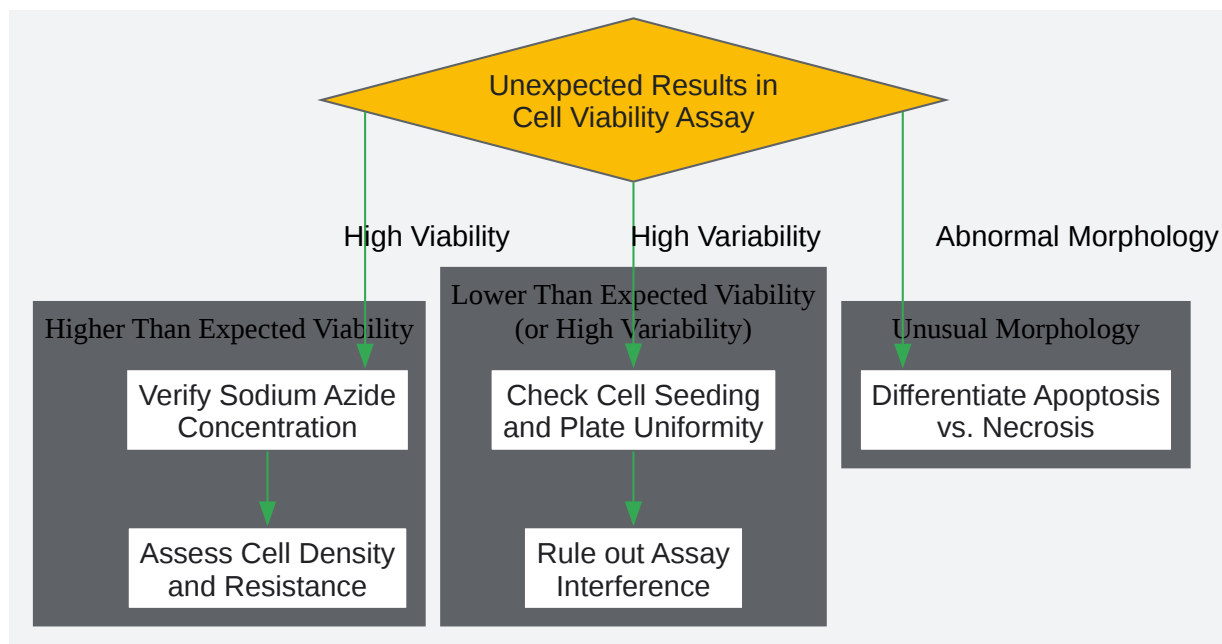 Unexpected Results in
Cell Viability Assay
High Viability
High Variability
Abnormal Morphology
Higher Than Expected Viability
Lower Than Expected Viability
(or High Variability)
Unusual Morphology
Verify Sodium Azide
Concentration
Check Cell Seeding
and Plate Uniformity
Differentiate Apoptosis
vs. Necrosis
Assess Cell Density
and Resistance
Rule out Assay
Interference